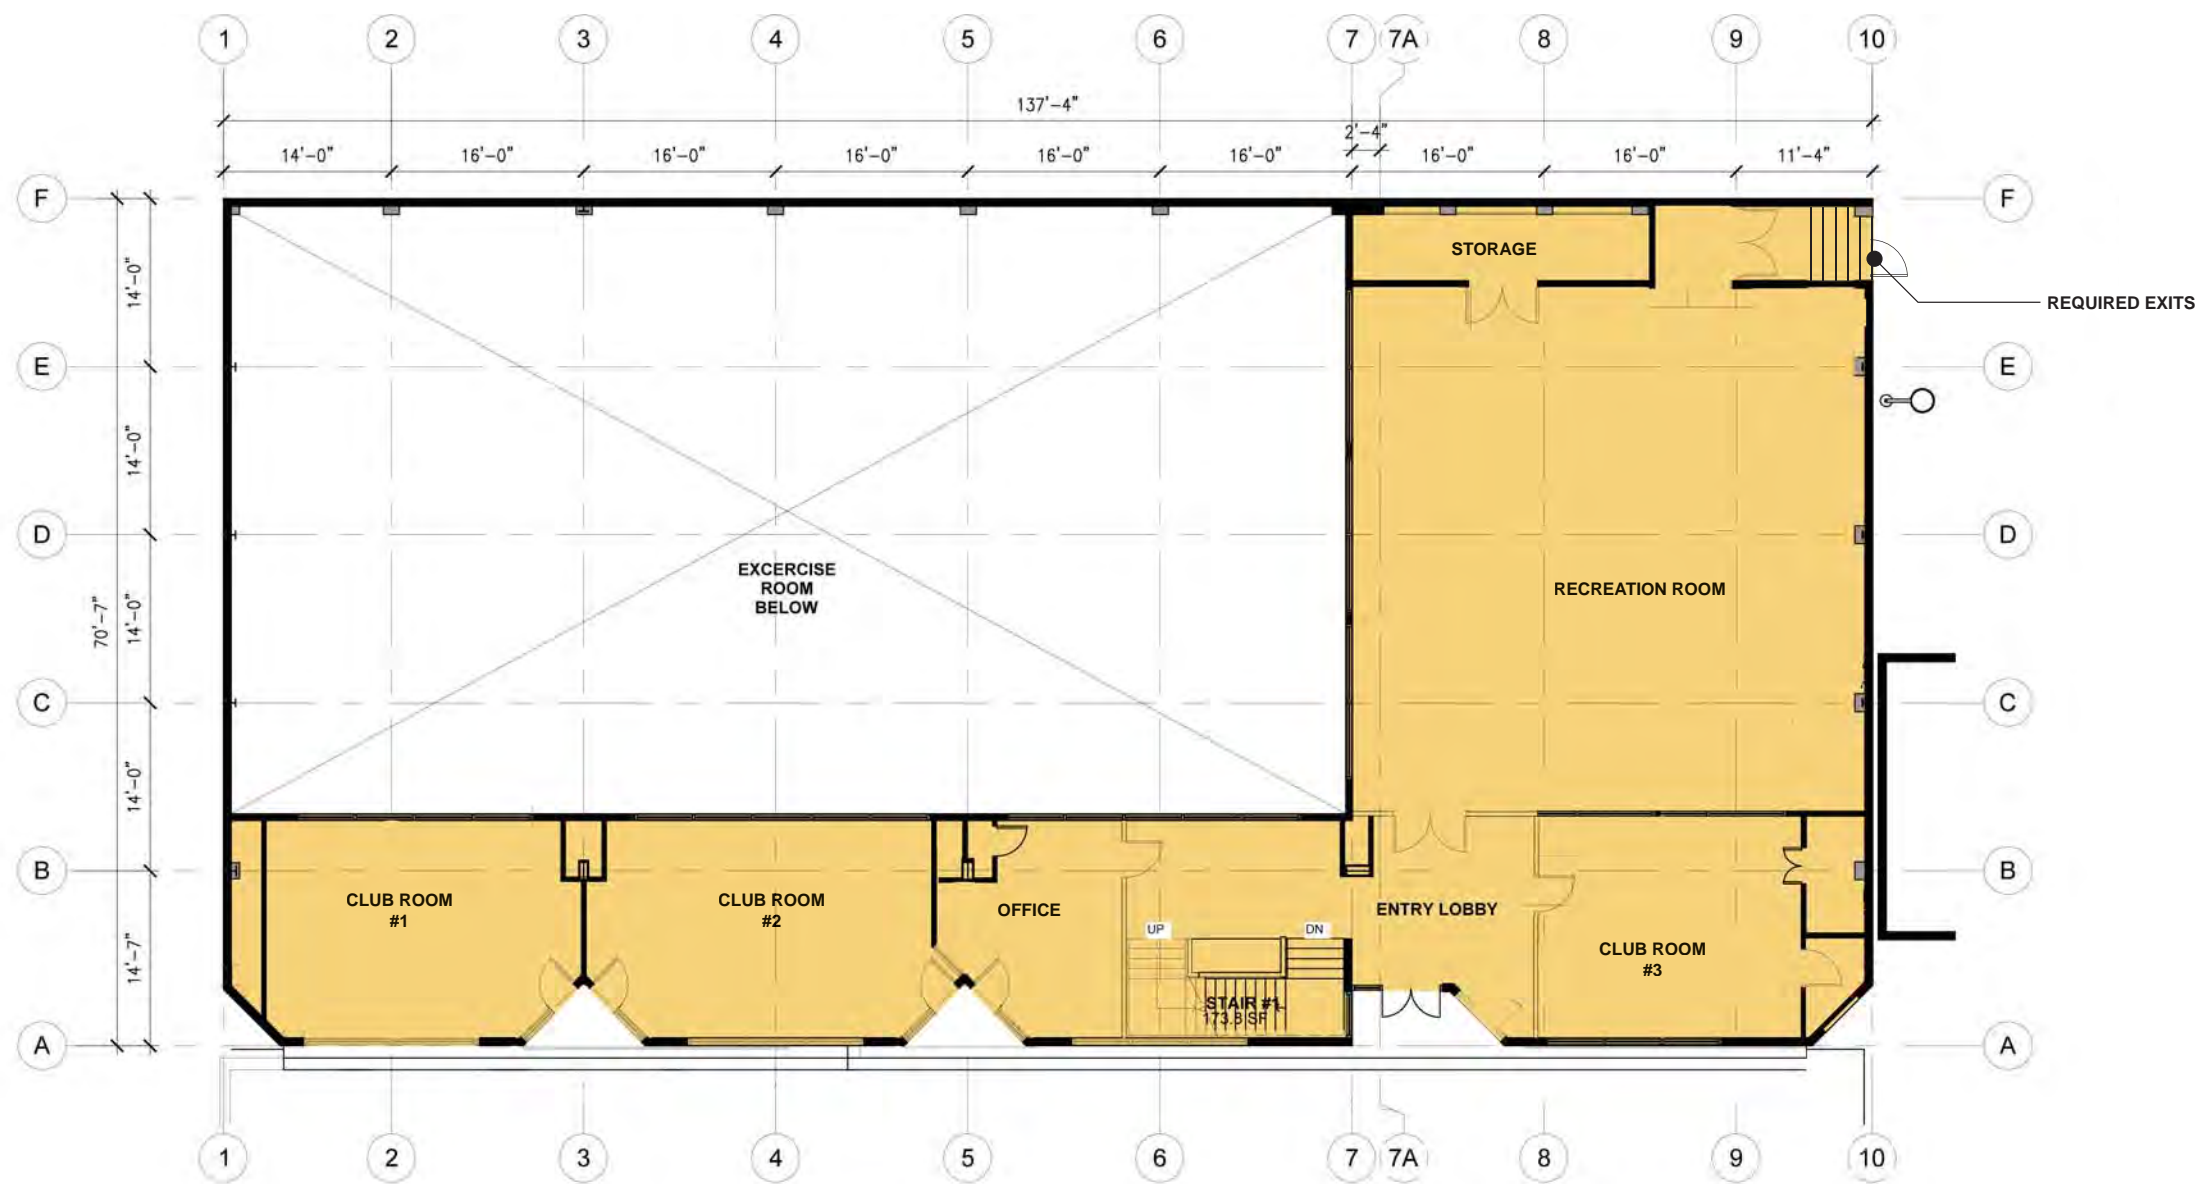 1 2 3 4 5 6 7 7A 8 9 10
137'-4"
2'-4"
14'-0" 16'-0" 16'-0" 16'-0" 16'-0" 16'-0" 16'-0" 16'-0" 11'-4"
F F
STORAGE
14'-0"
REQUIRED EXITS
E E
14'-0"
D D
EXCERCISE
ROOM
BELOW
RECREATION ROOM
70'-7"
14'-0"
C C
14'-0"
B B
CLUB ROOM
#1
CLUB ROOM
#2
OFFICE
ENTRY LOBBY
UP
DN
14'-7"
CLUB ROOM
#3
STAIR #1
173.8 SF
A A
1 2 3 4 5 6 7 7A 8 9 10